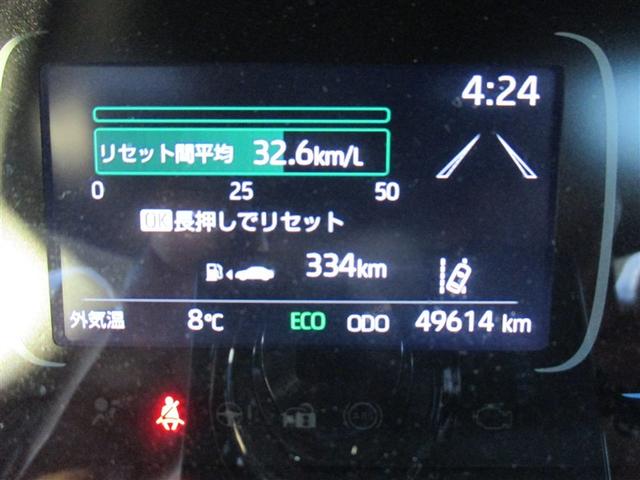 4:24
リセット間平均 32.6km/L
0 25 50
OK長押しでリセット
334km
外気温 8℃ ECO ODO 49614 km